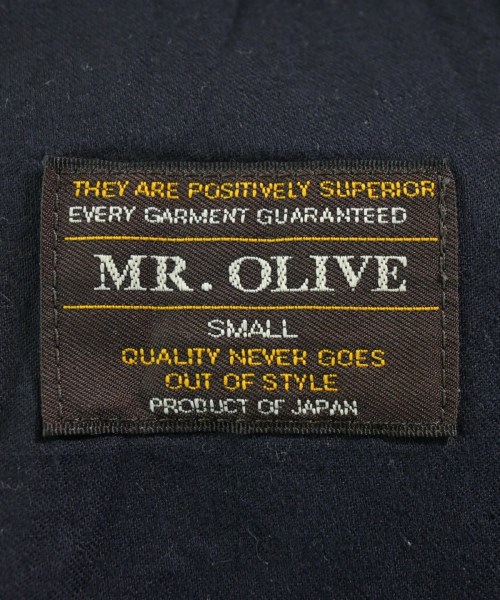 THEY ARE POSITIVELY SUPERIOR
EVERY GARMENT GUARANTEED
MR. OLIVE
SMALL
QUALITY NEVER GOES
OUT OF STYLE
PRODUCT OF JAPAN